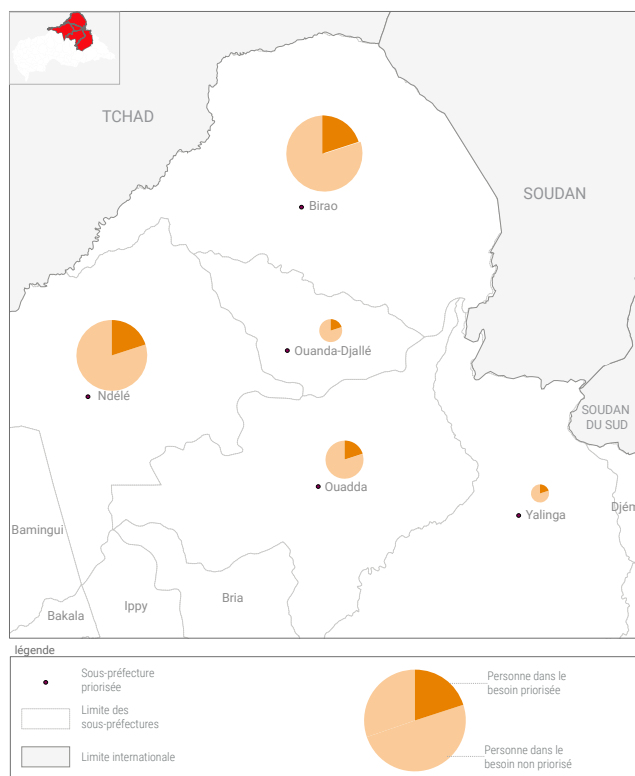 TCHAD
SOUDAN
Birao
Ouanda-Djallé
Ndélé
SOUDAN
DU SUD
Ouadda
Yalinga
Djém
Bamingui
Bakala
Ippy
Bria
légende
Sous-préfecture
priorisée
Limite des
sous-préfectures
Limite internationale
Personne dans le
besoin priorisée
Personne dans le
besoin non priorisé